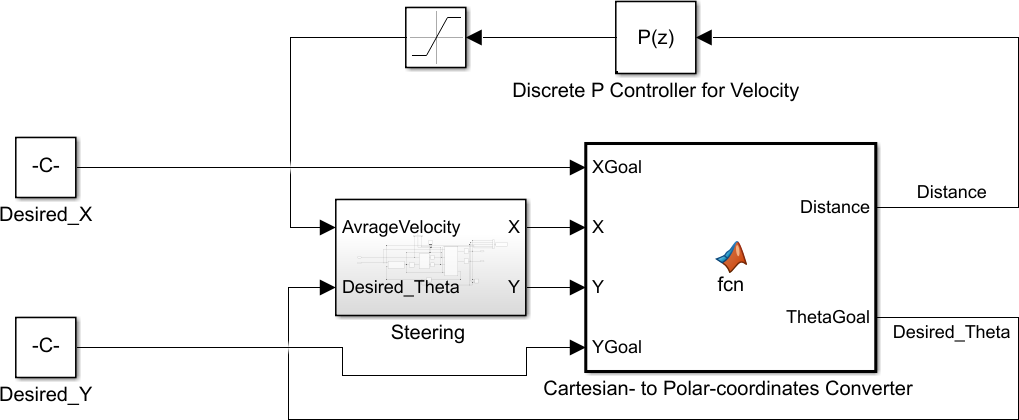 P(z)
Discrete P Controller for Velocity
-C-
Desired_X
XGoal
Distance
Distance
AvrageVelocity
X
X
fcn
Desired_Theta
Y
Y
ThetaGoal
Desired_Theta
Steering
-C-
Desired_Y
YGoal
Cartesian- to Polar-coordinates Converter